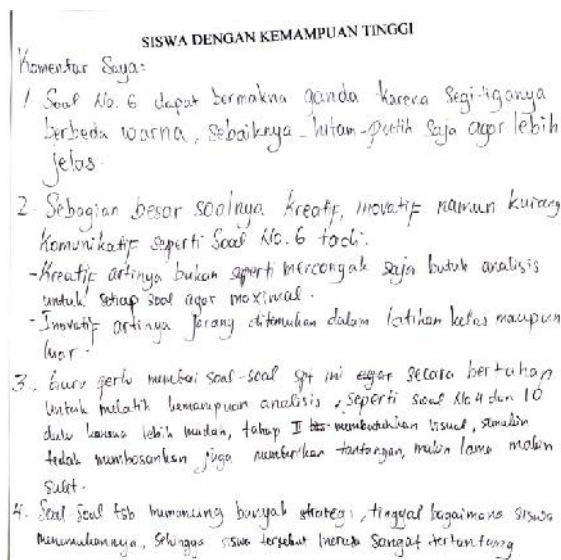 SISWA DENGAN KEMAMPUAN TINGGI
Komentar Saya:
1 Soal No. 6 dapat bermakna ganda karena segi-tiganya
berbeda warna, sebaiknya hitam-putih saja agar lebih
jelas.
2. Sebagian besar soalnya kreatif, inovatif namun kurang
komunikatif seperti Soal No. 6 tadi.
- Kreatif artinya bukan seperti mencongak saja butuh analisis
untuk setiap soal agar maximal.
- Inovatif artinya jarang ditemukan dalam latihan kelas maupun
luar.
3. Guru perlu memberi soal-soal spt ini secara bertahap
untuk melatih kemampuan analisis, seperti soal No 4 dan 10
dulu karena lebih mudah, tahap II membutuhkan visual, semakin
tidak membosankan juga memberikan tantangan, makin lama makin
sulit.
4. Soal-soal tsb memancing banyak strategi, tinggal bagaimana siswa
menemukannya, sehingga siswa tersebut merasa sangat tertantang